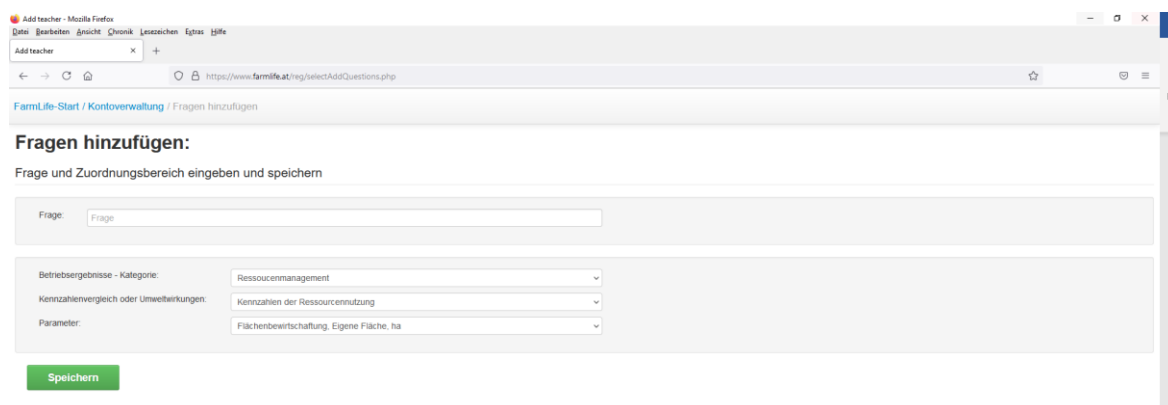 Add teacher - Mozilla Firefox
Datei Bearbeiten Ansicht Chronik Lesezeichen Extras Hilfe
Add teacher
https://www.farmlife.at/reg/selectAddQuestions.php
FarmLife-Start / Kontoverwaltung / Fragen hinzufügen
Fragen hinzufügen:
Frage und Zuordnungsbereich eingeben und speichern
Frage: Frage
Betriebsergebnisse - Kategorie: Ressoucenmanagement
Kennzahlenvergleich oder Umweltwirkungen: Kennzahlen der Ressourcennutzung
Parameter: Flächenbewirtschaftung, Eigene Fläche, ha
Speichern